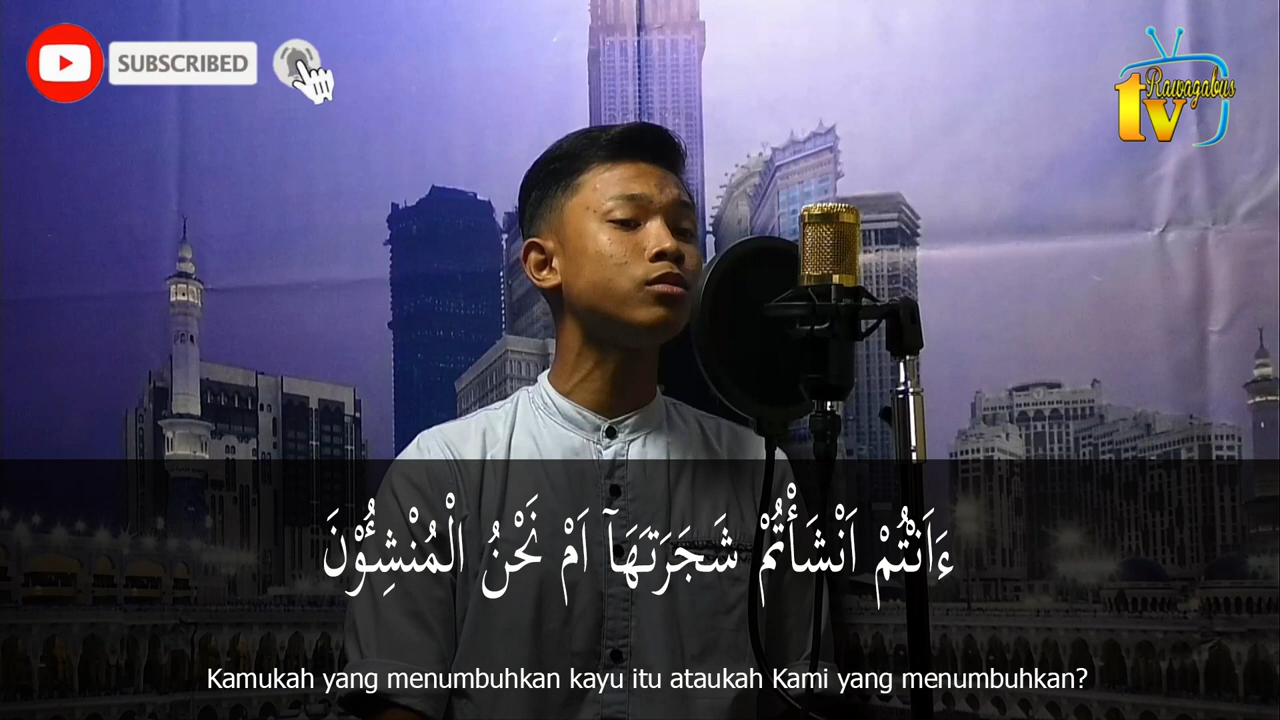 SUBSCRIBED
tv Rawagabus
ءَاَنْتُمْ اَنْشَأْتُمْ شَجَرَتَهَآ اَمْ نَحْنُ الْمُنْشِـُٔوْنَ
Kamukah yang menumbuhkan kayu itu ataukah Kami yang menumbuhkan?